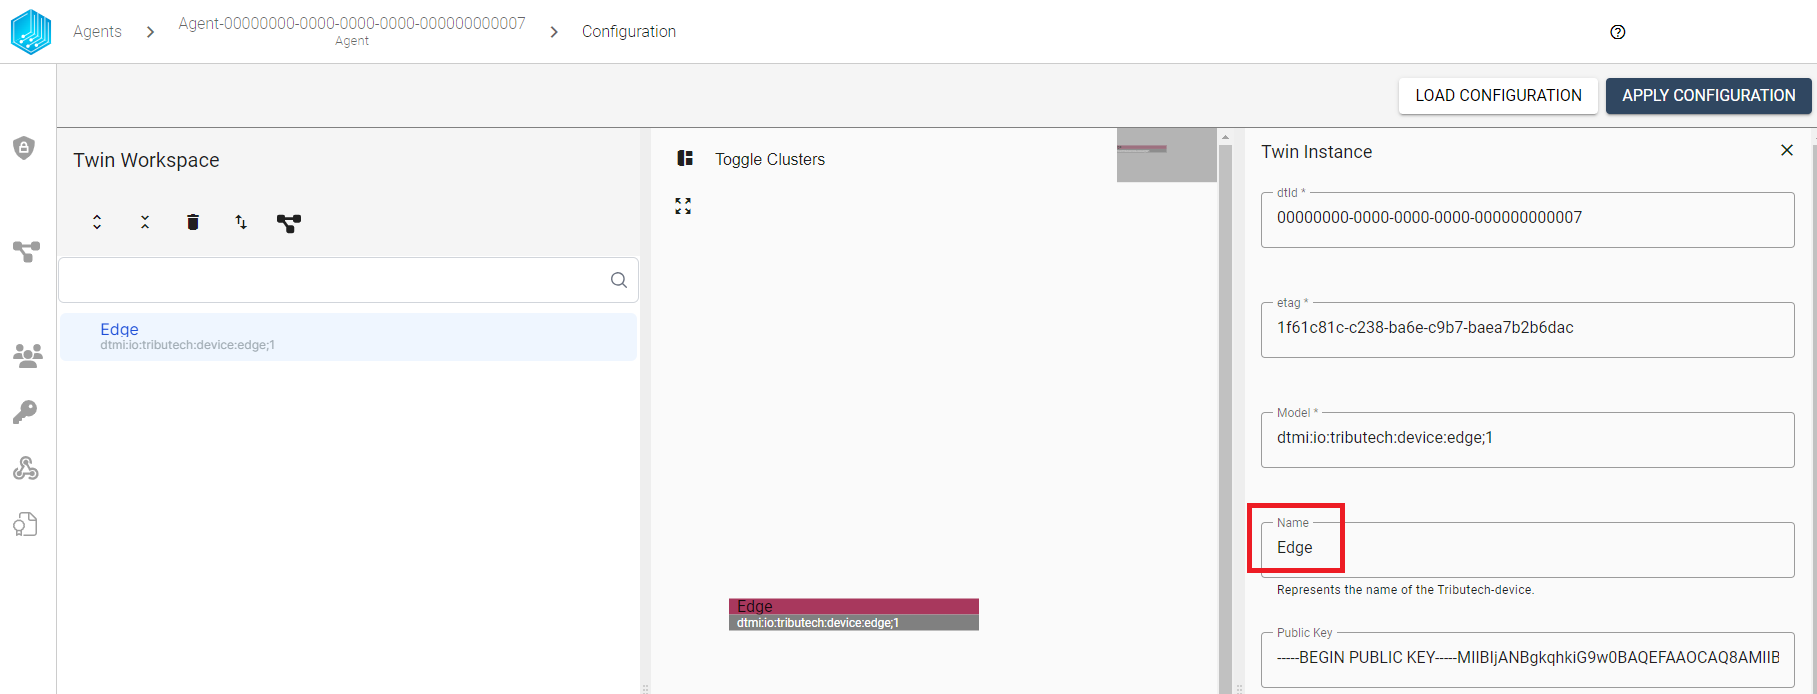 Agents
Agent-00000000-0000-0000-0000-000000000007
Agent
Configuration
LOAD CONFIGURATION
APPLY CONFIGURATION
Twin Workspace
Edge
dtmi:io:tributech:device:edge;1
Toggle Clusters
Edge
dtmi:io:tributech:device:edge;1
Twin Instance
dtId *
00000000-0000-0000-0000-000000000007
etag *
1f61c81c-c238-ba6e-c9b7-baea7b2b6dac
Model *
dtmi:io:tributech:device:edge;1
Name
Edge
Represents the name of the Tributech-device.
Public Key
-----BEGIN PUBLIC KEY-----MIIBIjANBgkqhkiG9w0BAQEFAAOCAQ8AMIIB